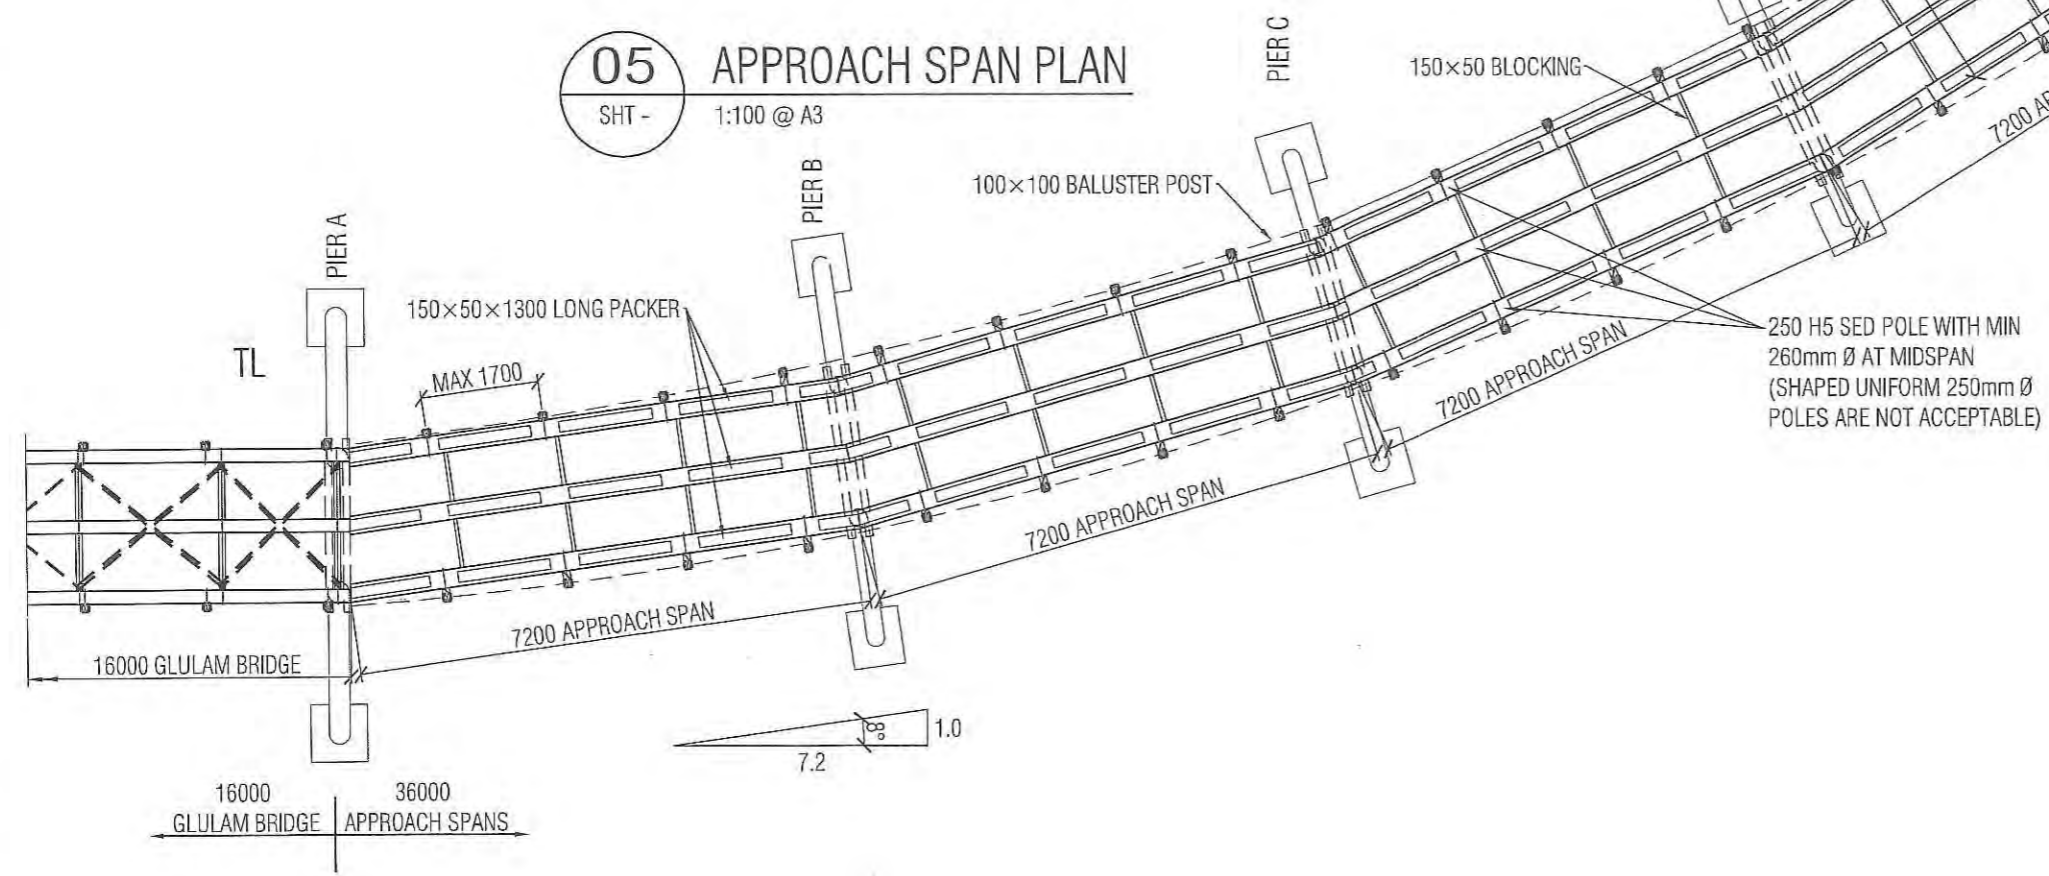 05
SHT -
APPROACH SPAN PLAN
1:100 @ A3
PIER C
150×50 BLOCKING
7200
100×100 BALUSTER POST
PIER B
PIER A
150×50×1300 LONG PACKER
TL
MAX 1700
250 H5 SED POLE WITH MIN
260mm Ø AT MIDSPAN
(SHAPED UNIFORM 250mm Ø
POLES ARE NOT ACCEPTABLE)
7200 APPROACH SPAN
7200 APPROACH SPAN
7200 APPROACH SPAN
16000 GLULAM BRIDGE
8°
1.0
7.2
16000
GLULAM BRIDGE
36000
APPROACH SPANS